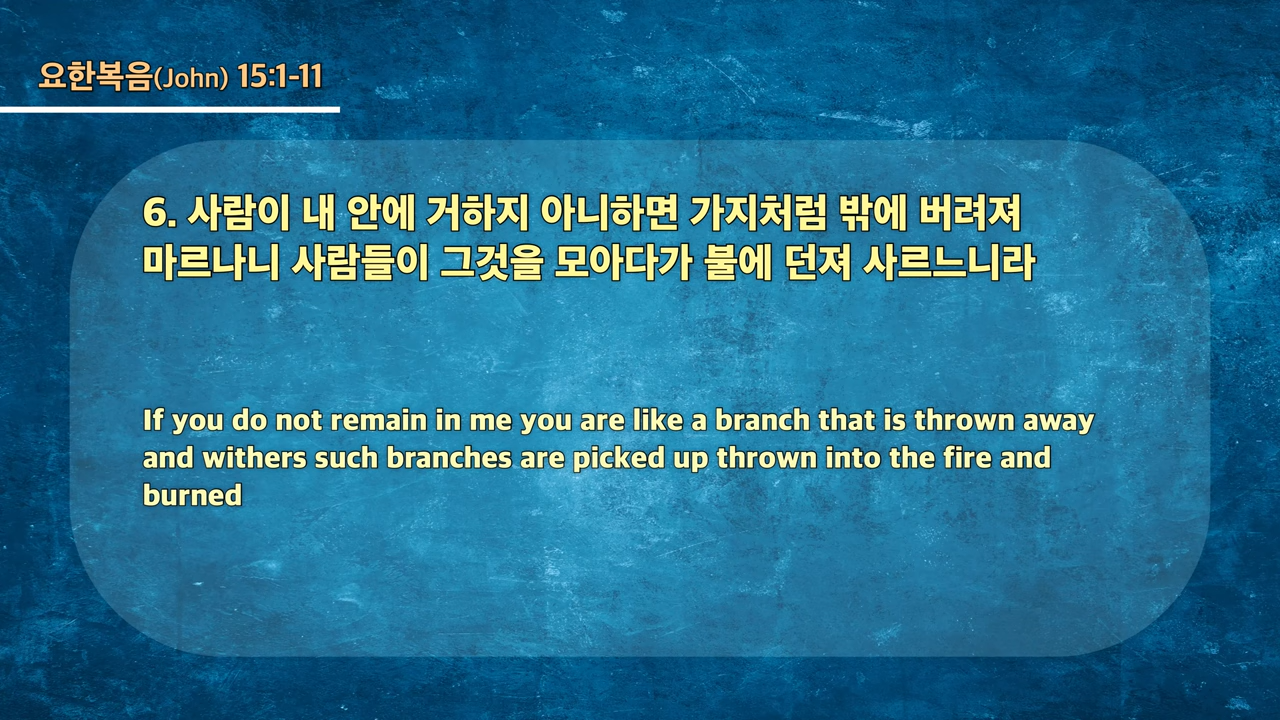 요한복음(John) 15:1-11
6. 사람이 내 안에 거하지 아니하면 가지처럼 밖에 버려져
마르나니 사람들이 그것을 모아다가 불에 던져 사르느니라
If you do not remain in me you are like a branch that is thrown away
and withers such branches are picked up thrown into the fire and
burned